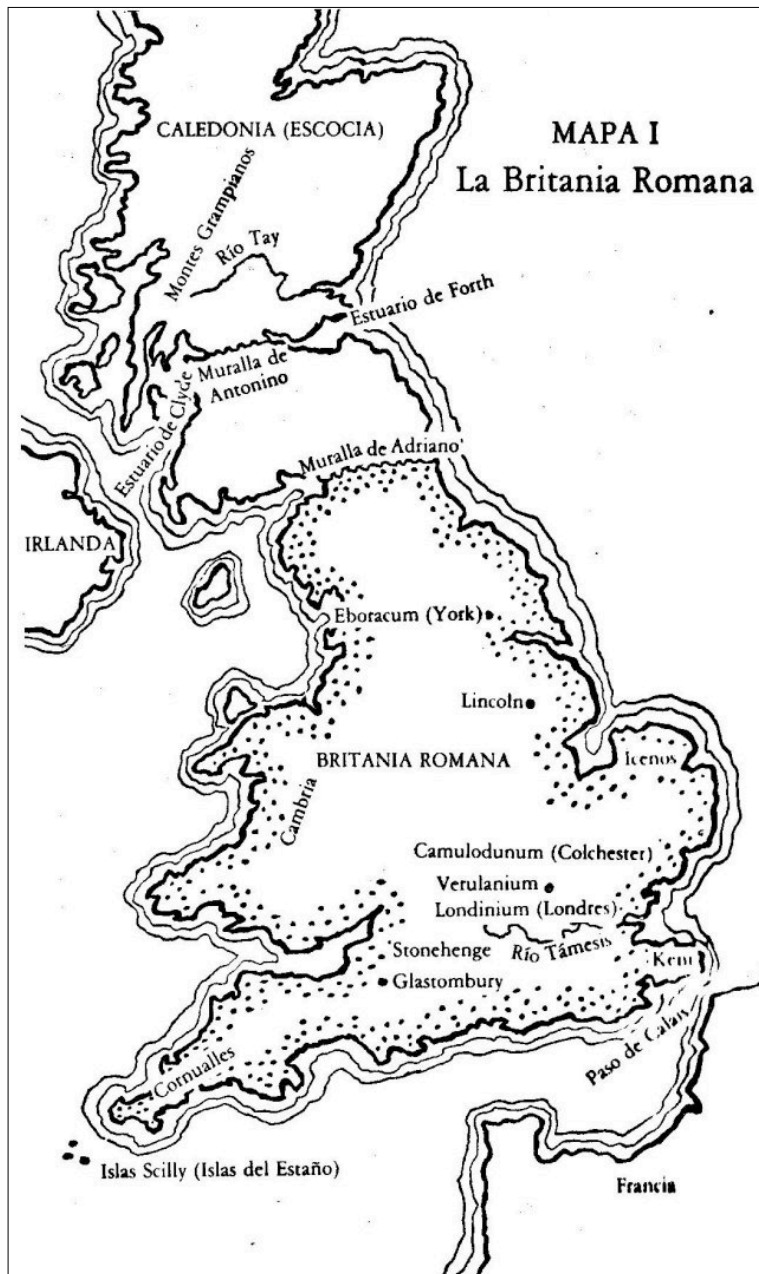 MAPA I
La Britania Romana
CALEDONIA (ESCOCIA)
Montes Grampianos
Río Tay
Estuario de Forth
Muralla de
Antonino
Estuario de Clyde
Muralla de Adriano
IRLANDA
Eboracum (York)
Lincoln
BRITANIA ROMANA
Icenos
Cambria
Camulodunum (Colchester)
Verulanium
Londinium (Londres)
Stonehenge
Río Támesis
Kent
Glastombury
Paso de Calais
Cornualles
Islas Scilly (Islas del Estaño)
Francia